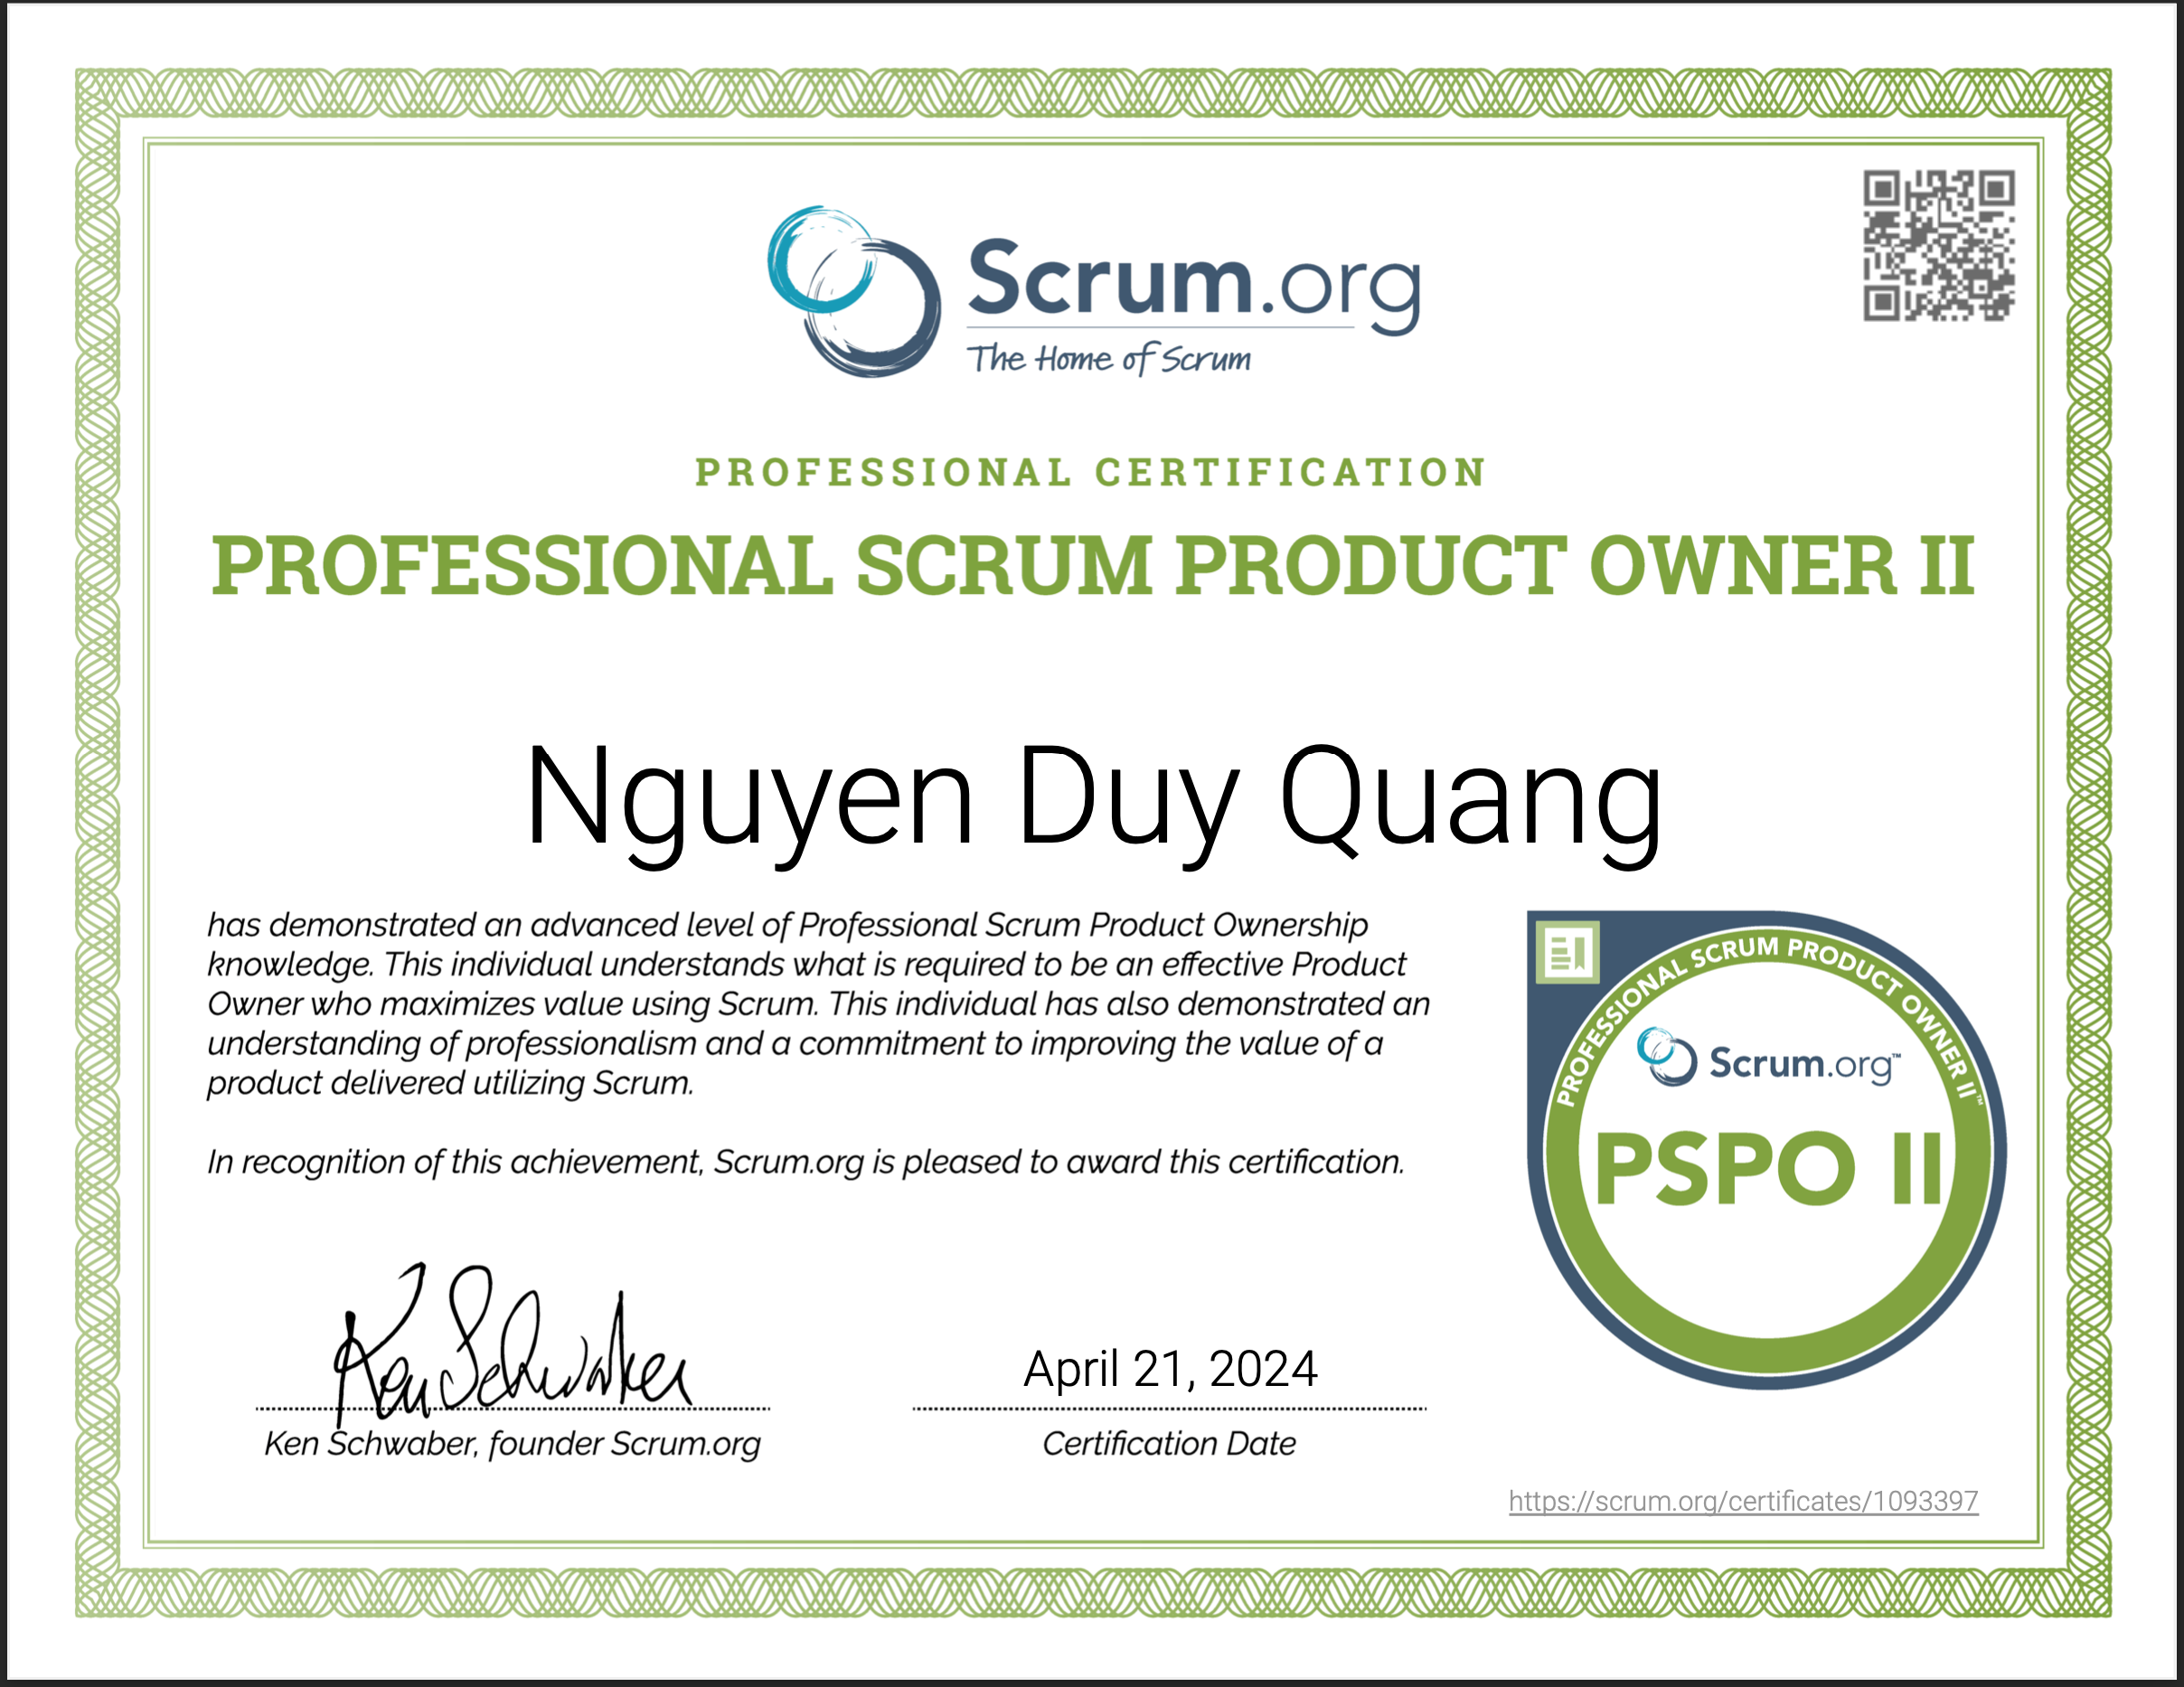 Scrum.org
The Home of Scrum
PROFESSIONAL CERTIFICATION
PROFESSIONAL SCRUM PRODUCT OWNER II
Nguyen Duy Quang
has demonstrated an advanced level of Professional Scrum Product Ownership
knowledge. This individual understands what is required to be an effective Product
Owner who maximizes value using Scrum. This individual has also demonstrated an
understanding of professionalism and a commitment to improving the value of a
product delivered utilizing Scrum.
In recognition of this achievement, Scrum.org is pleased to award this certification.
PROFESSIONAL SCRUM PRODUCT OWNER II™
Scrum.org™
PSPO II
Ken Schwaber
Ken Schwaber, founder Scrum.org
April 21, 2024
Certification Date
https://scrum.org/certificates/1093397